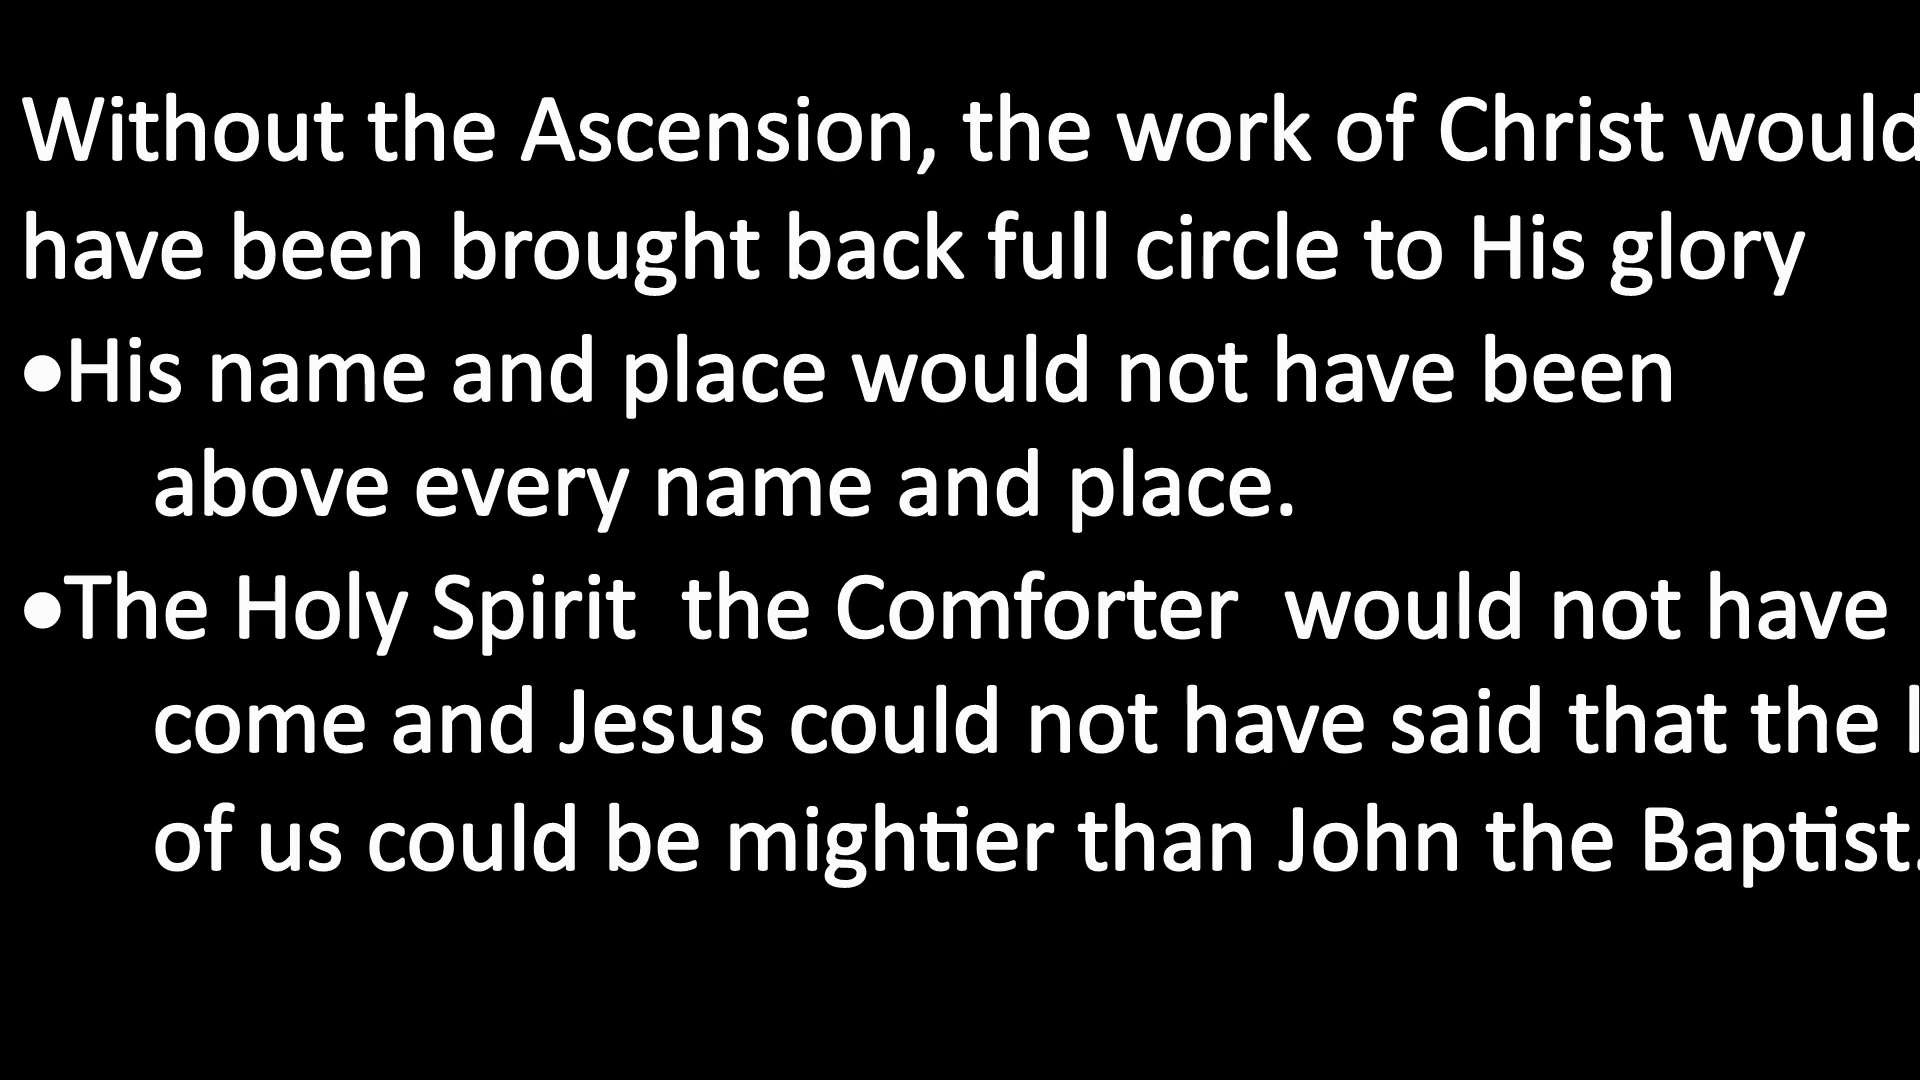 Without the Ascension, the work of Christ would
have been brought back full circle to His glory
•His name and place would not have been
above every name and place.
•The Holy Spirit  the Comforter  would not have
come and Jesus could not have said that the
of us could be mightier than John the Baptist.